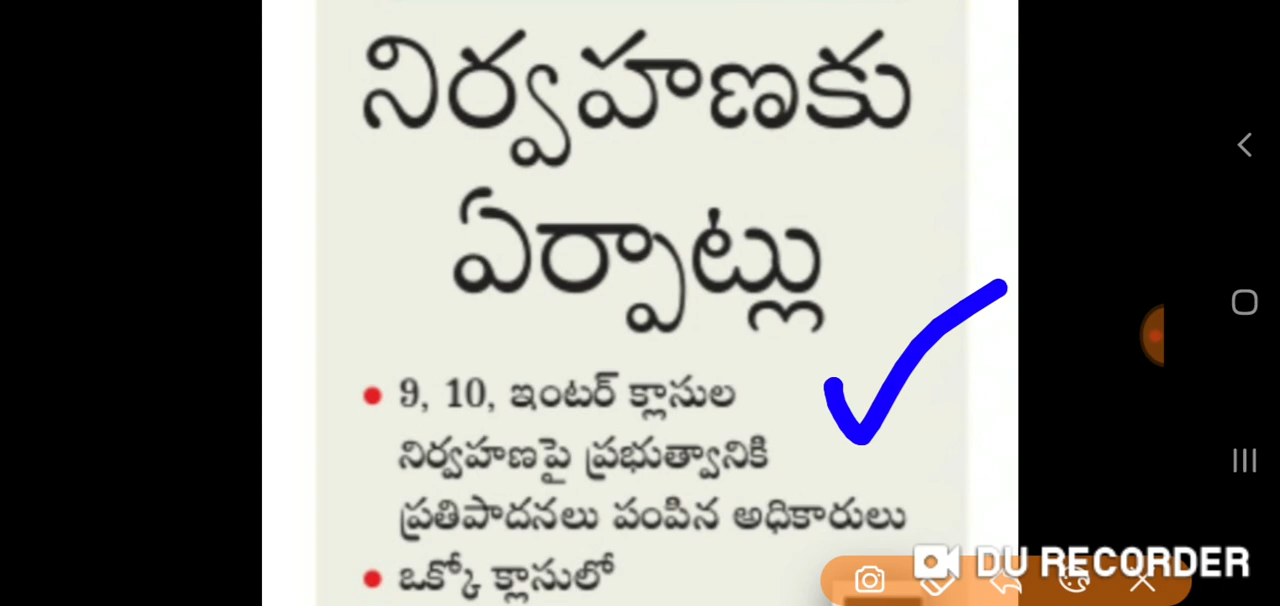 నిర్వహణకు
ఏర్పాట్లు
• 9, 10, ఇంటర్ క్లాసుల
నిర్వహణపై ప్రభుత్వానికి
ప్రతిపాదనలు పంపిన అధికారులు
• ఒక్కో క్లాసులో
DU RECORDER